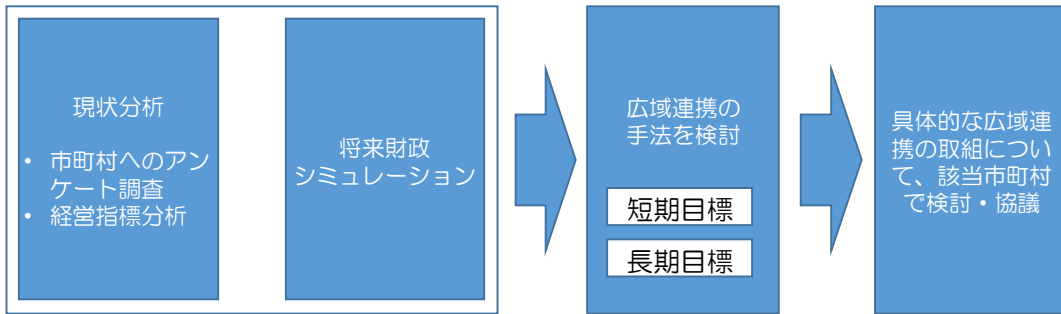 現状分析
• 市町村へのアン
ケート調査
• 経営指標分析
将来財政
シミュレーション
広域連携の
手法を検討
短期目標
長期目標
具体的な広域連
携の取組につい
て、該当市町村
で検討・協議